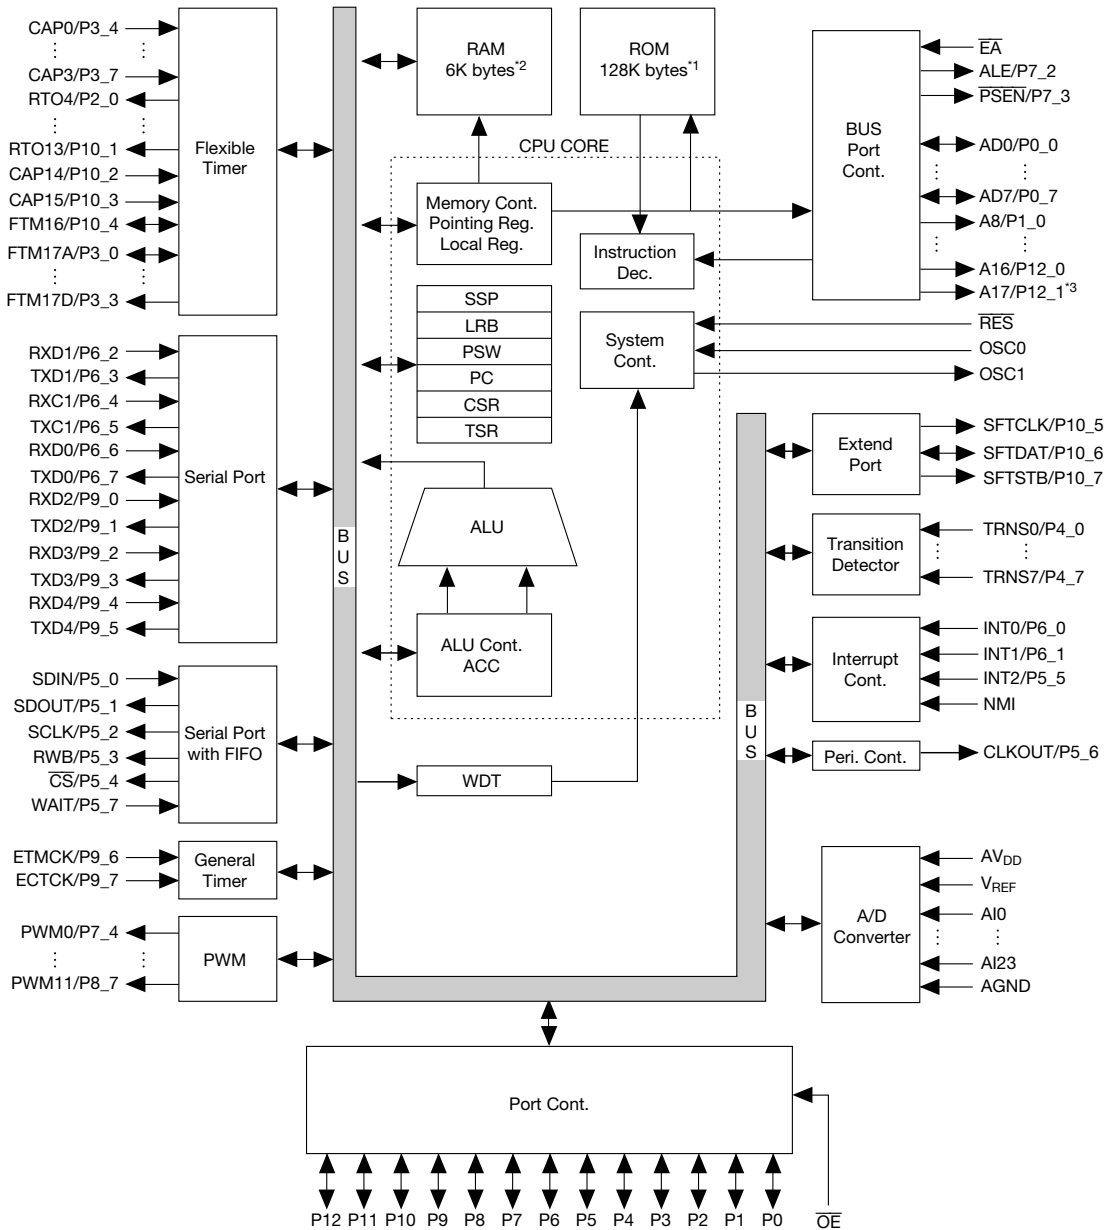 CAP0/P3_4
CAP3/P3_7
RTO4/P2_0
RTO13/P10_1
CAP14/P10_2
CAP15/P10_3
FTM16/P10_4
FTM17A/P3_0
FTM17D/P3_3
Flexible
Timer
RXD1/P6_2
TXD1/P6_3
RXC1/P6_4
TXC1/P6_5
RXD0/P6_6
TXD0/P6_7
RXD2/P9_0
TXD2/P9_1
RXD3/P9_2
TXD3/P9_3
RXD4/P9_4
TXD4/P9_5
Serial Port
SDIN/P5_0
SDOUT/P5_1
SCLK/P5_2
RWB/P5_3
C̅S̅/P5_4
WAIT/P5_7
Serial Port
with FIFO
ETMCK/P9_6
ECTCK/P9_7
General
Timer
PWM0/P7_4
PWM11/P8_7
PWM
B
U
S
RAM
6K bytes*2
ROM
128K bytes*1
CPU CORE
Memory Cont.
Pointing Reg.
Local Reg.
Instruction
Dec.
SSP
LRB
PSW
PC
CSR
TSR
System
Cont.
ALU
ALU Cont.
ACC
WDT
BUS
Port
Cont.
E̅A̅
ALE/P7_2
P̅S̅E̅N̅/P7_3
AD0/P0_0
AD7/P0_7
A8/P1_0
A16/P12_0
A17/P12_1*3
R̅E̅S̅
OSC0
OSC1
B
U
S
Extend
Port
SFTCLK/P10_5
SFTDAT/P10_6
SFTSTB/P10_7
Transition
Detector
TRNS0/P4_0
TRNS7/P4_7
Interrupt
Cont.
INT0/P6_0
INT1/P6_1
INT2/P5_5
NMI
Peri. Cont.
CLKOUT/P5_6
A/D
Converter
AVDD
VREF
AI0
AI23
AGND
Port Cont.
P12 P11 P10 P9 P8 P7 P6 P5 P4 P3 P2 P1 P0 O̅E̅